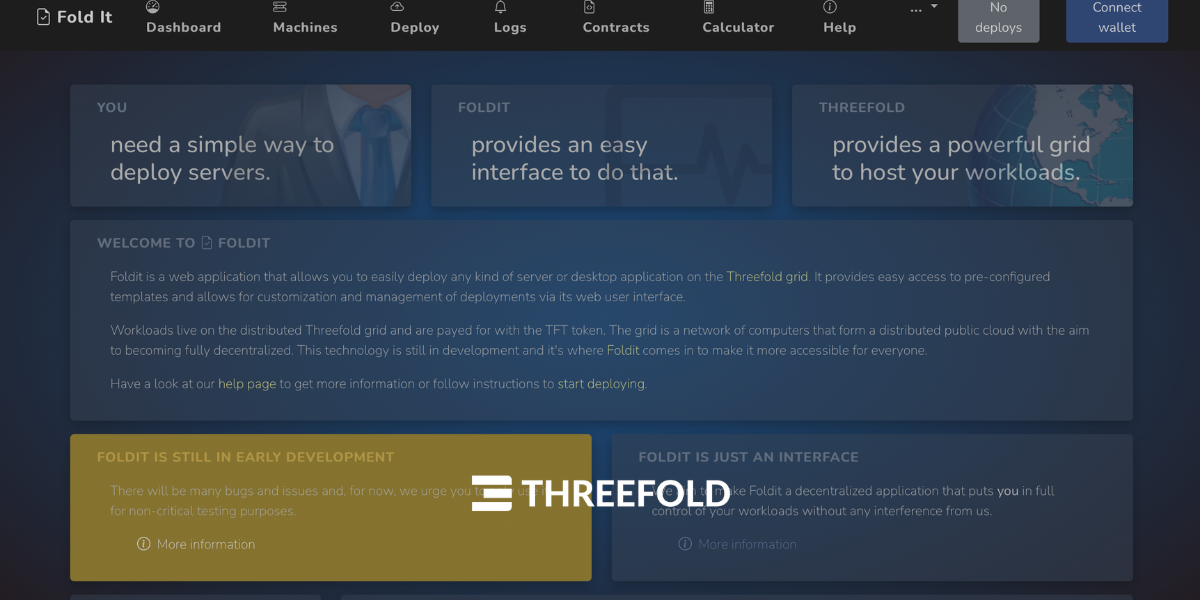 Fold It
Dashboard
Machines
Deploy
Logs
Contracts
Calculator
Help
...
No
deploys
Connect
wallet
YOU
need a simple way to
deploy servers.
FOLDIT
provides an easy
interface to do that.
THREEFOLD
provides a powerful grid
to host your workloads.
WELCOME TO FOLDIT
Foldit is a web application that allows you to easily deploy any kind of server or desktop application on the Threefold grid. It provides easy access to pre-configured
templates and allows for customization and management of deployments via its web user interface.
Workloads live on the distributed Threefold grid and are payed for with the TFT token. The grid is a network of computers that form a distributed public cloud with the aim
to becoming fully decentralized. This technology is still in development and it's where Foldit comes in to make it more accessible for everyone.
Have a look at our help page to get more information or follow instructions to start deploying.
FOLDIT IS STILL IN EARLY DEVELOPMENT
There will be many bugs and issues and, for now, we urge you to
for non-critical testing purposes.
More information
FOLDIT IS JUST AN INTERFACE
make Foldit a decentralized application that puts you in full
control of your workloads without any interference from us.
More information
THREEFOLD